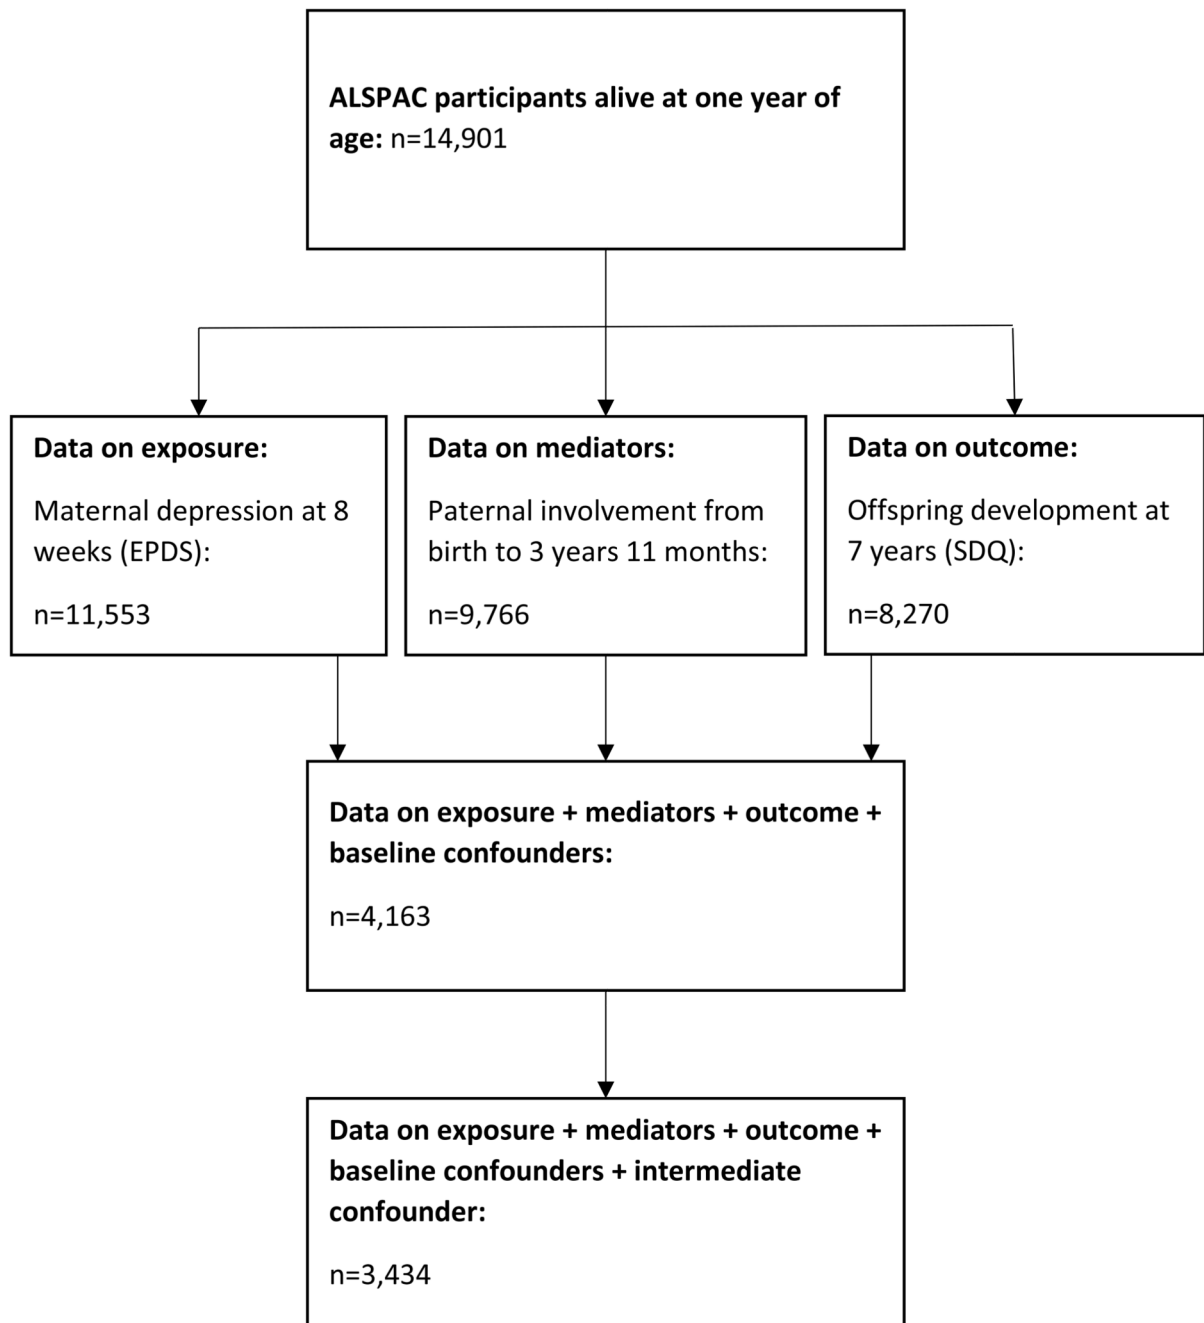 ALSPAC participants alive at one year of
age: n=14,901
Data on exposure:
Maternal depression at 8
weeks (EPDS):
n=11,553
Data on mediators:
Paternal involvement from
birth to 3 years 11 months:
n=9,766
Data on outcome:
Offspring development at
7 years (SDQ):
n=8,270
Data on exposure + mediators + outcome +
baseline confounders:
n=4,163
Data on exposure + mediators + outcome +
baseline confounders + intermediate
confounder:
n=3,434